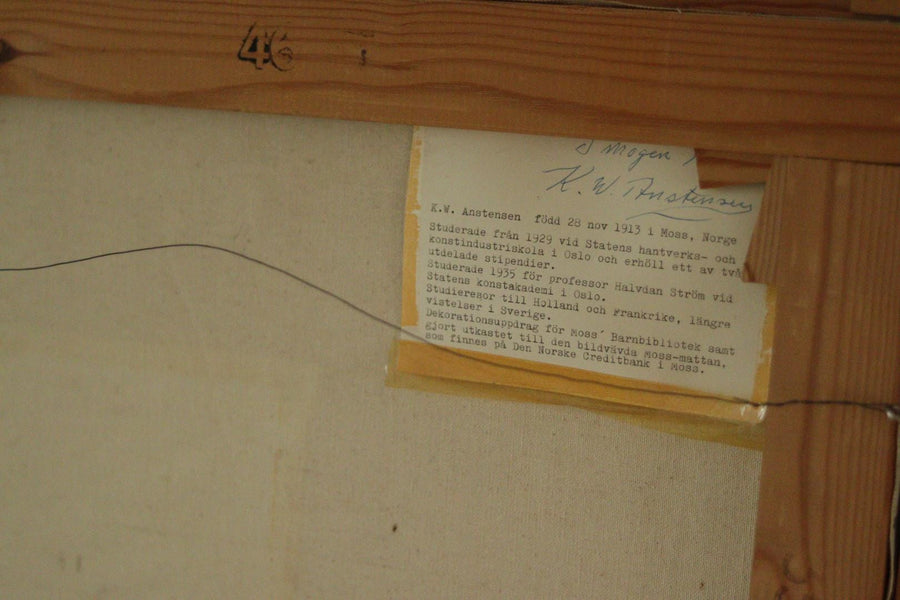 46
Smögen
K.W. Anstensen
K.W. Anstensen född 28 nov 1913 i Moss, Norge
Studerade från 1929 vid Statens hantverks- och
konstindustriskola i Oslo och erhöll ett av två
utdelade stipendier.
Studerade 1935 för professor Halvdan Ström vid
Statens konstakademi i Oslo.
Studieresor till Holland och Frankrike, längre
vistelser i Sverige.
Dekorationsuppdrag för Moss´ Barnbibliotek samt
gjort utkastet till den bildvävda Moss-mattan,
som finnes på Den Norske Creditbank i Moss.